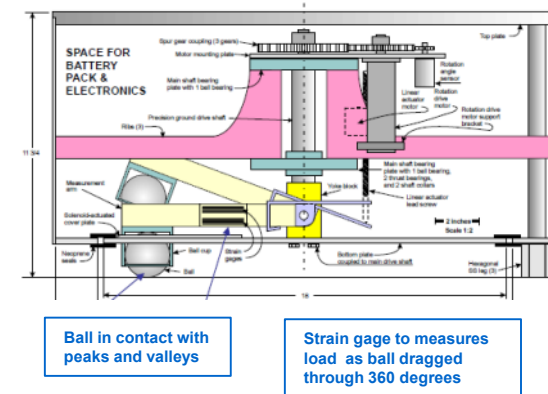 Spur gear coupling (3 gears)
Motor mounting plate
Top plate
SPACE FOR
BATTERY
PACK &
ELECTRONICS
Main shaft bearing
plate with 1 ball bearing
Rotation
angle
sensor
Linear
actuator
motor
Rotation
drive
motor
Precision ground drive shaft
Rotation drive
motor support
bracket
Ribs (3)
11 3/4
Main shaft bearing
plate with 1 ball bearing,
2 thrust bearings,
and 2 shaft collars
Measurement
arm
Yoke block
Linear actuator
lead screw
Solenoid-actuated
cover plate
2 Inches
Scale 1:2
Neoprene
seals
Ball cup
Ball
Strain
gages
Bottom plate
coupled to main drive shaft
Hexagonal
SS leg (3)
18
Ball in contact with
peaks and valleys
Strain gage to measures
load as ball dragged
through 360 degrees